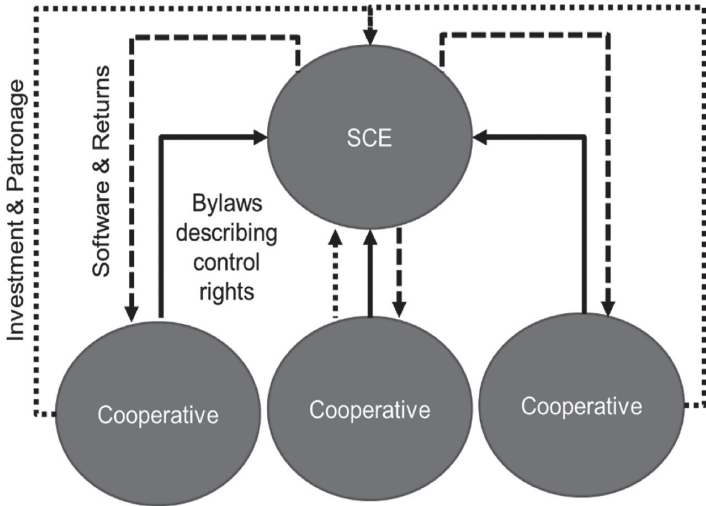 Investment & Patronage
Software & Returns
SCE
Bylaws
describing
control
rights
Cooperative
Cooperative
Cooperative